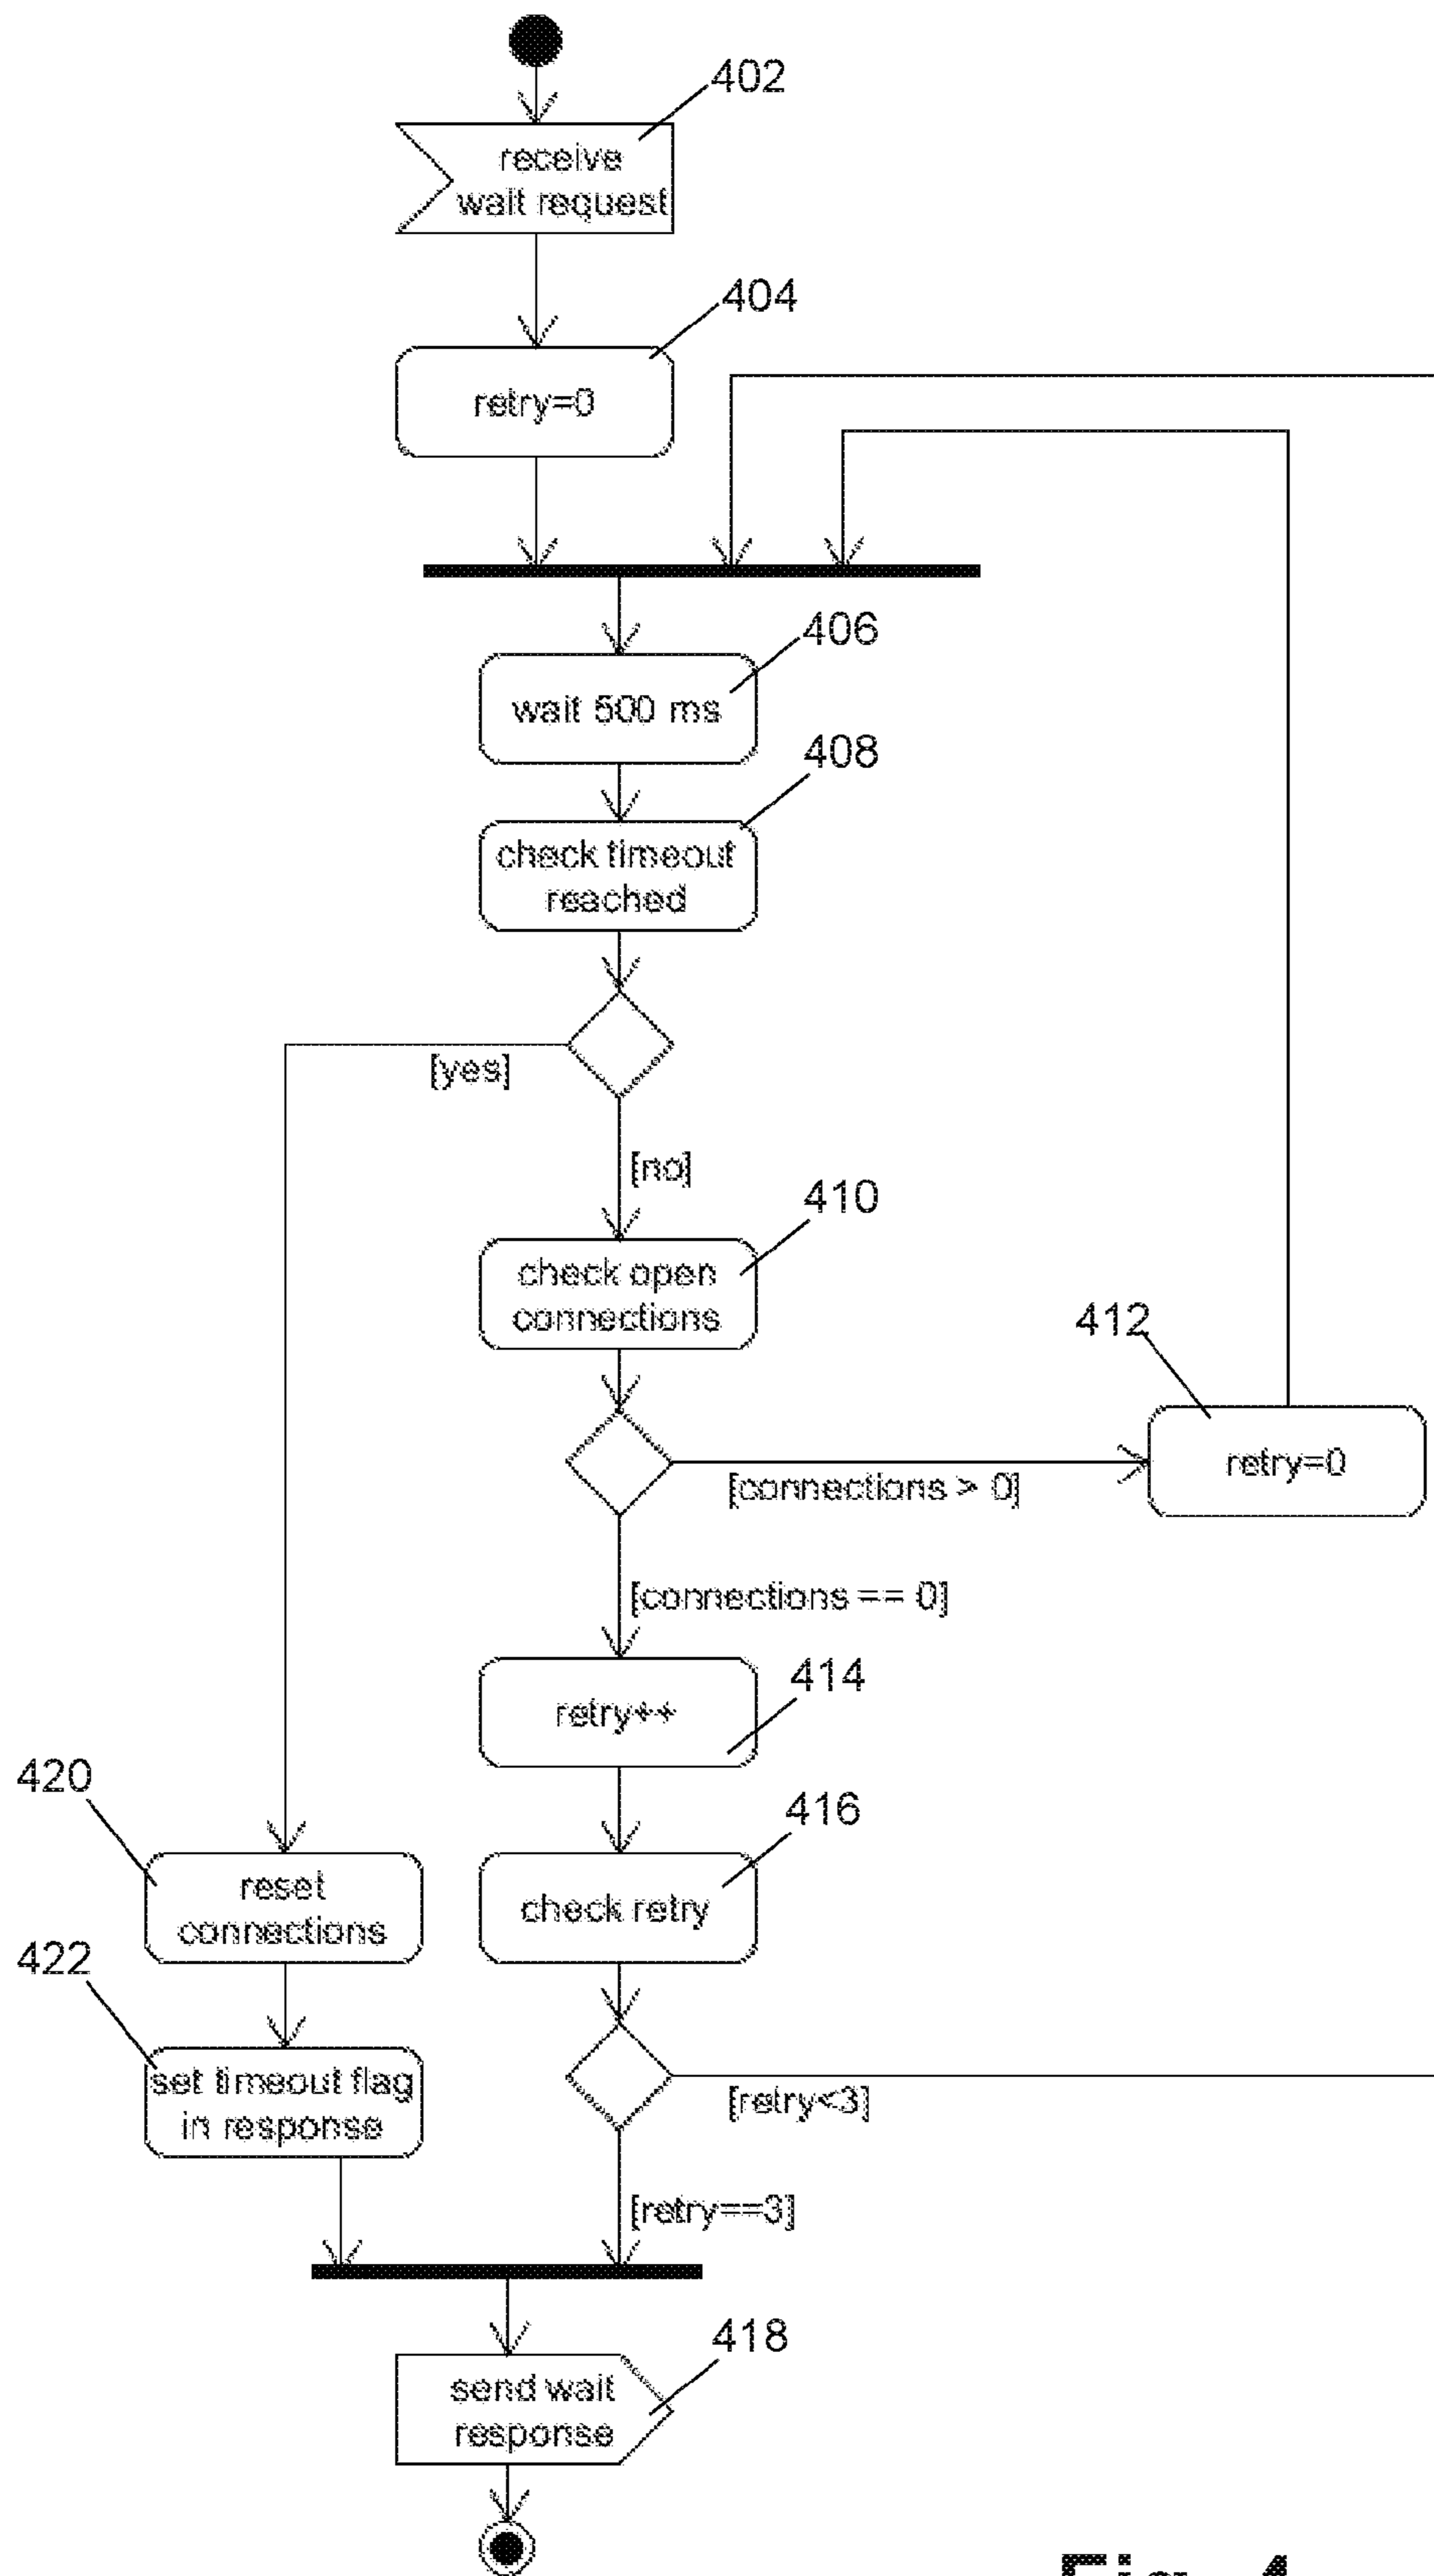 402
receive
wait request
404
retry=0
406
wait 500 ms
408
check timeout
reached
[yes]
[no]
410
check open
connections
412
[connections > 0]
retry=0
[connections == 0]
414
retry++
416
420
reset
connections
check retry
422
set timeout flag
in response
[retry<3]
[retry==3]
418
send wait
response
Fig. 4